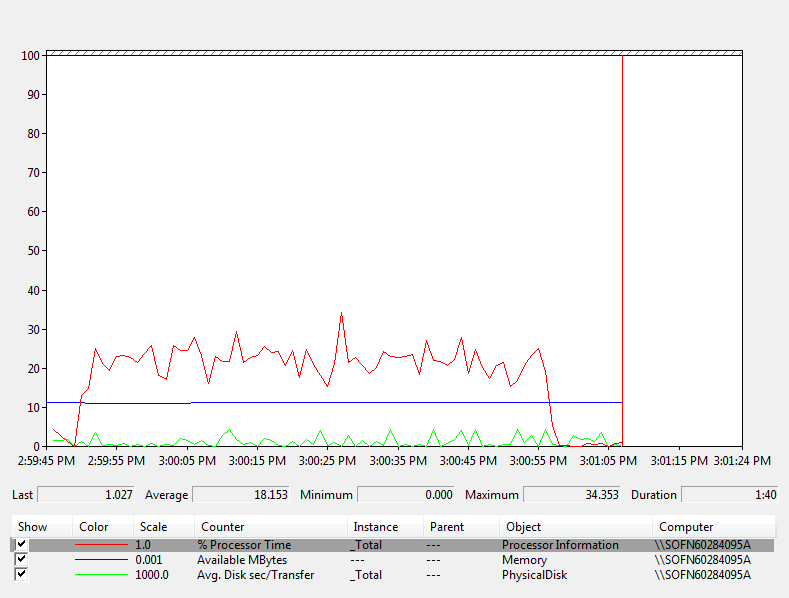 100
90
80
70
60
50
40
30
20
10
0
2:59:45 PM 2:59:55 PM 3:00:05 PM 3:00:15 PM 3:00:25 PM 3:00:35 PM 3:00:45 PM 3:00:55 PM 3:01:05 PM 3:01:15 PM 3:01:24 PM
Last 1.027 Average 18.153 Minimum 0.000 Maximum 34.353 Duration 1:40
Show Color Scale Counter Instance Parent Object Computer
1.0 % Processor Time _Total --- Processor Information \\SOFN60284095A
0.001 Available MBytes --- --- Memory \\SOFN60284095A
1000.0 Avg. Disk sec/Transfer _Total --- PhysicalDisk \\SOFN60284095A